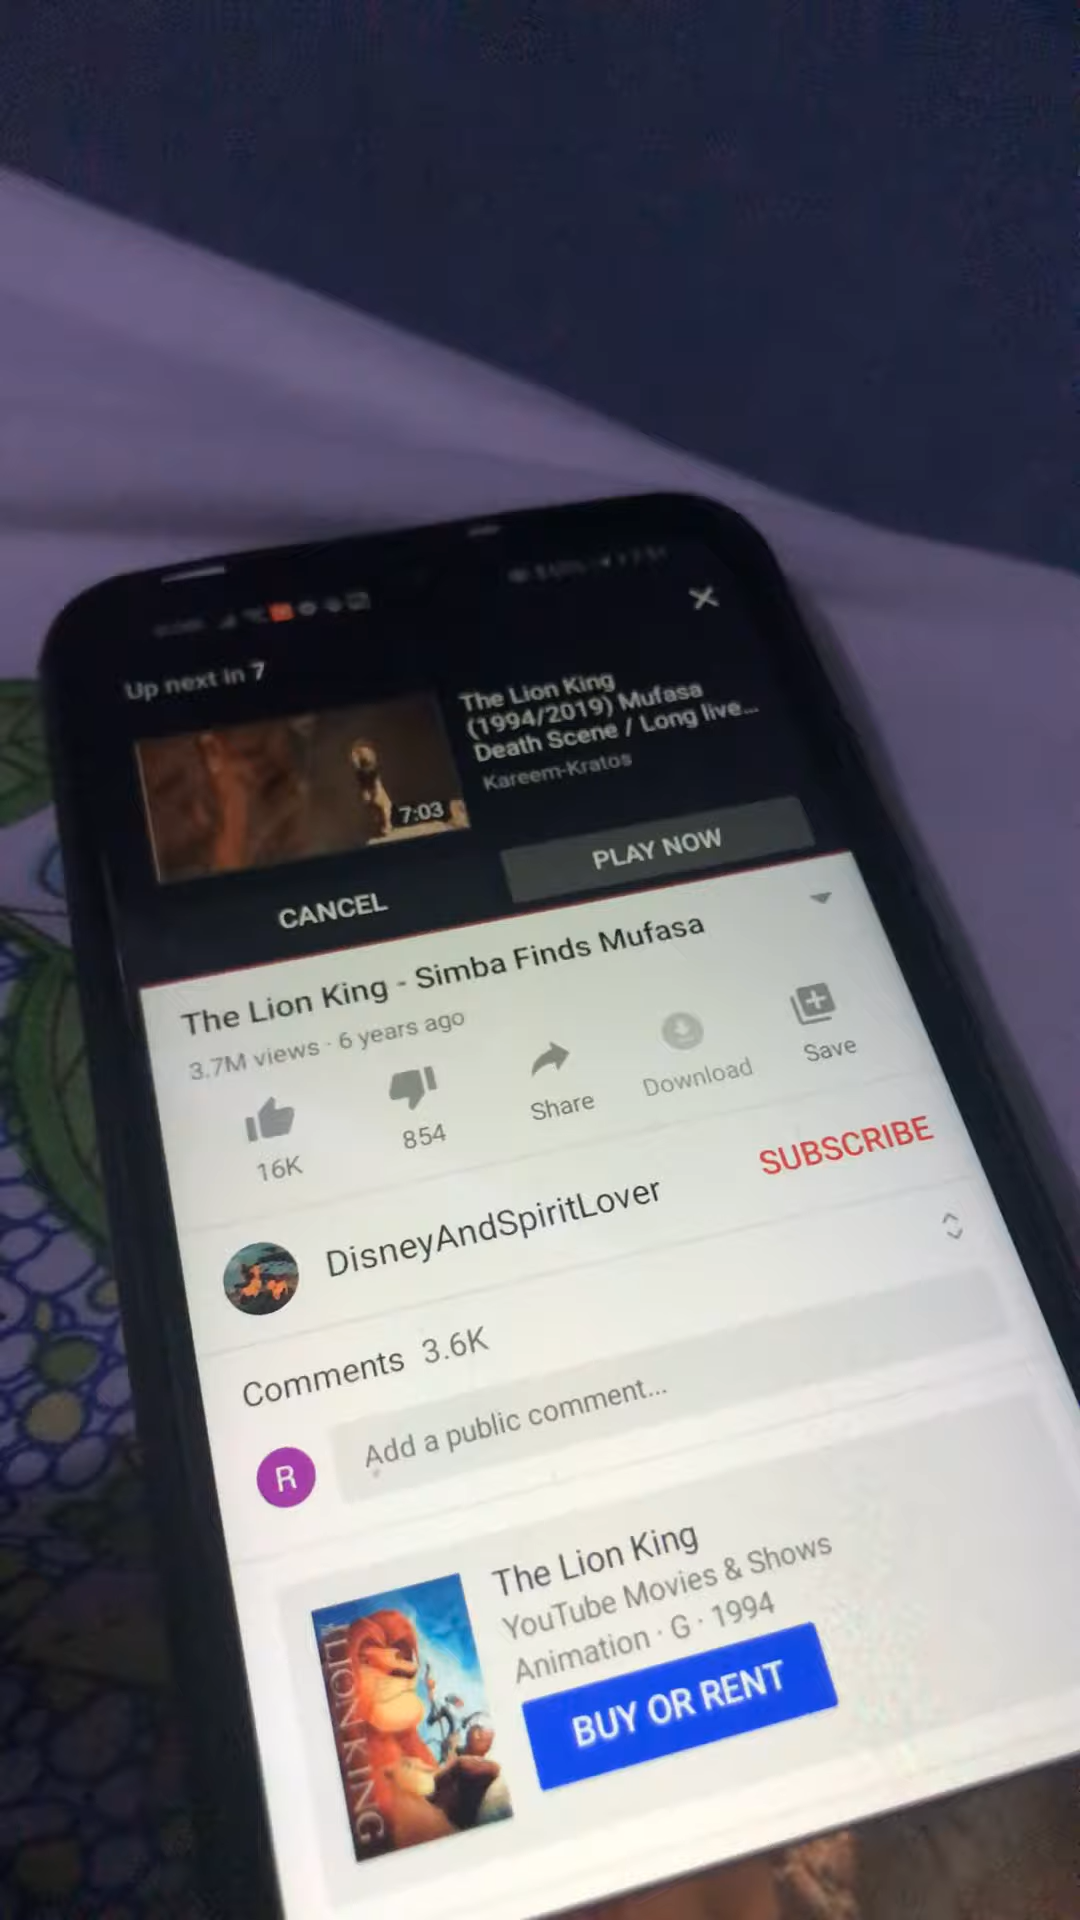 Up next in 7
The Lion King
(1994/2019) Mufasa
Death Scene / Long live...
Kareem-Kratos
7:03
CANCEL
PLAY NOW
The Lion King - Simba Finds Mufasa
3.7M views · 6 years ago
16K
854
Share
Download
Save
DisneyAndSpiritLover
SUBSCRIBE
Comments 3.6K
R
Add a public comment...
The Lion King
YouTube Movies & Shows
Animation · G · 1994
BUY OR RENT
LION KING